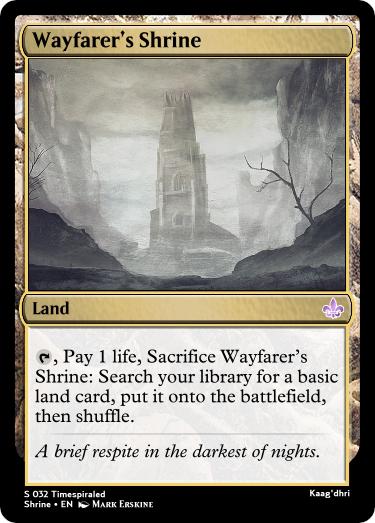 Wayfarer's Shrine
Land
, Pay 1 life, Sacrifice Wayfarer's
Shrine: Search your library for a basic
land card, put it onto the battlefield,
then shuffle.
A brief respite in the darkest of nights.
S 032 Timespiraled
Kaag'dhri
Shrine • EN Mark Erskine